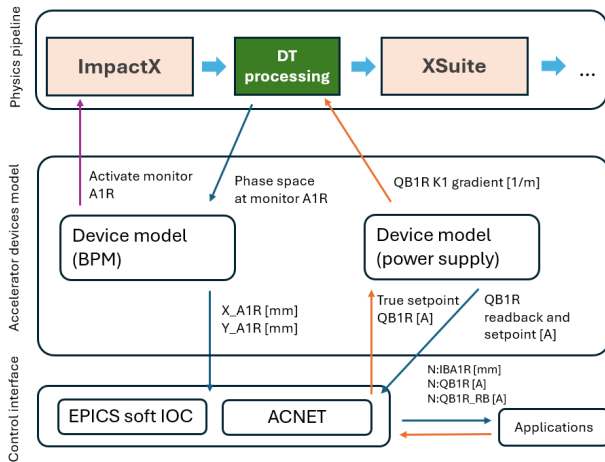 Physics pipeline
ImpactX
DT
processing
XSuite
...
Accelerator devices model
Activate monitor
A1R
Phase space
at monitor A1R
QB1R K1 gradient [1/m]
Device model
(BPM)
Device model
(power supply)
X_A1R [mm]
Y_A1R [mm]
True setpoint
QB1R [A]
QB1R
readback and
setpoint [A]
Control interface
EPICS soft IOC
ACNET
N:IBA1R [mm]
N:QB1R [A]
N:QB1R_RB [A]
Applications